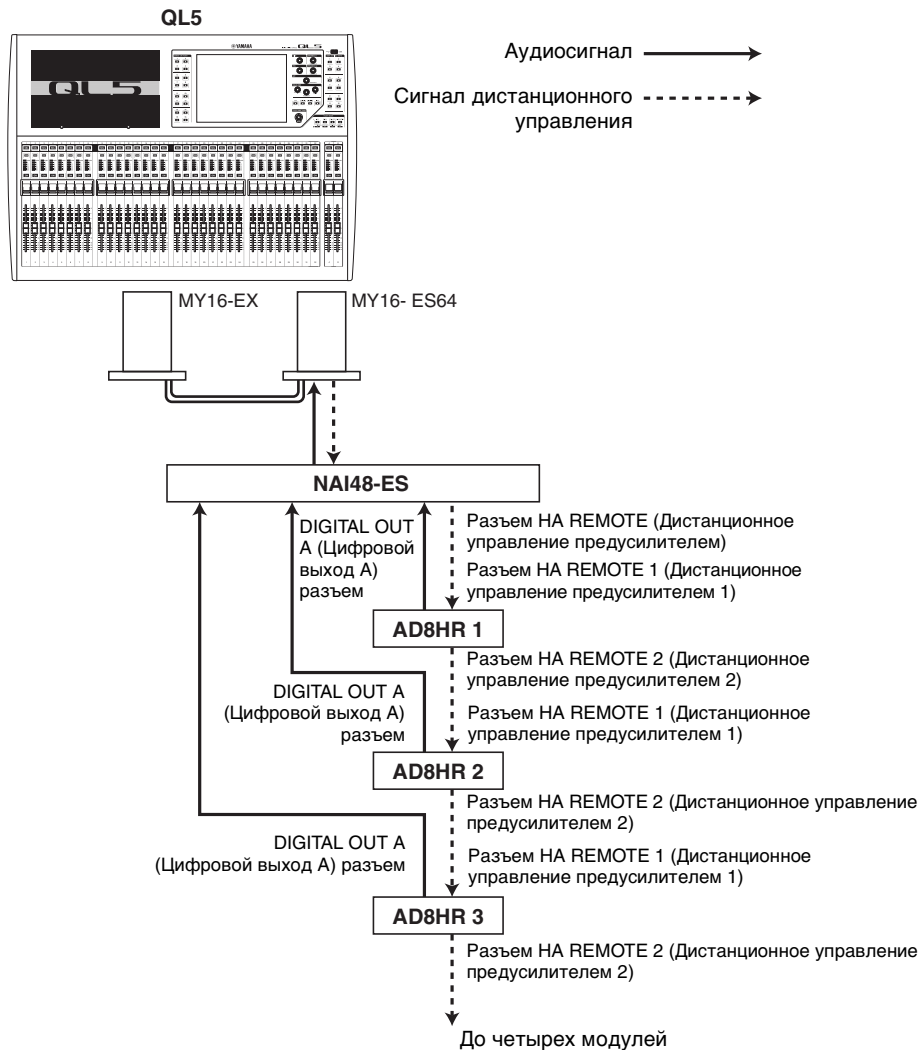 QL5
YAMAHA
QL5
QL5
Аудиосигнал
Сигнал дистанционного
управления
MY16-EX
MY16- ES64
NAI48-ES
DIGITAL OUT
A (Цифровой
выход A)
разъем
Разъем HA REMOTE (Дистанционное
управление предусилителем)
Разъем HA REMOTE 1 (Дистанционное
управление предусилителем 1)
AD8HR 1
Разъем HA REMOTE 2 (Дистанционное
управление предусилителем 2)
DIGITAL OUT A
(Цифровой выход A)
разъем
Разъем HA REMOTE 1 (Дистанционное
управление предусилителем 1)
AD8HR 2
Разъем HA REMOTE 2 (Дистанционное управление
предусилителем 2)
DIGITAL OUT A
(Цифровой выход A) разъем
Разъем HA REMOTE 1 (Дистанционное
управление предусилителем 1)
AD8HR 3
Разъем HA REMOTE 2 (Дистанционное управление
предусилителем 2)
До четырех модулей